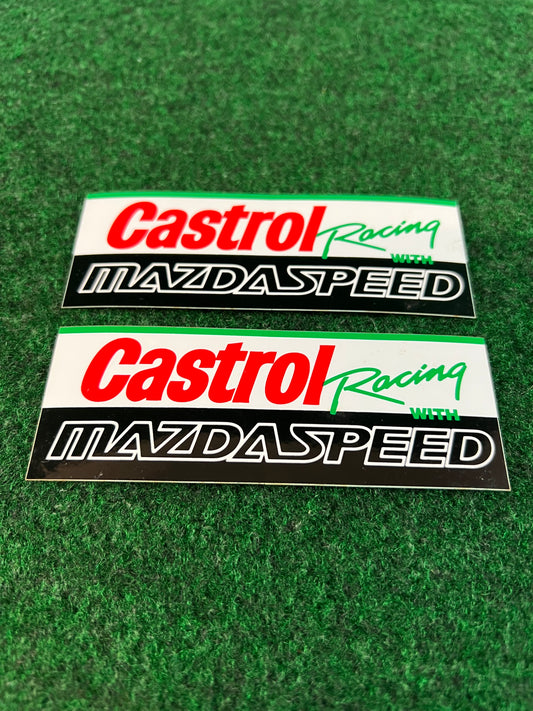 Castrol Racing
WITH
MAZDASPEED
Castrol Racing
WITH
MAZDASPEED